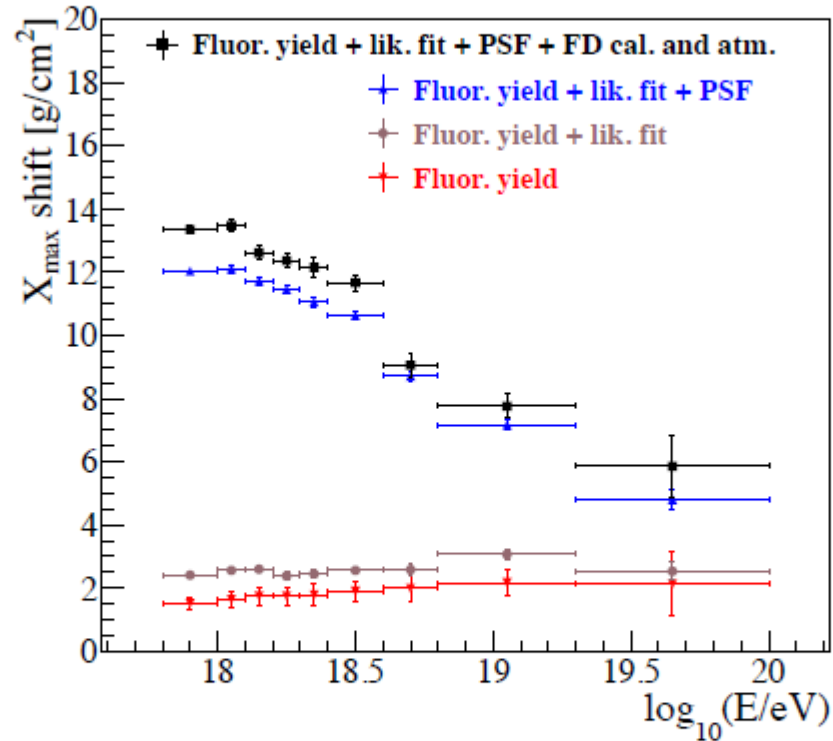 Fluor. yield + lik. fit + PSF + FD cal. and atm.
Fluor. yield + lik. fit + PSF
Fluor. yield + lik. fit
Fluor. yield
X_max shift [g/cm²]
20
18
16
14
12
10
8
6
4
2
0
18 18.5 19 19.5 20
log₁₀(E/eV)